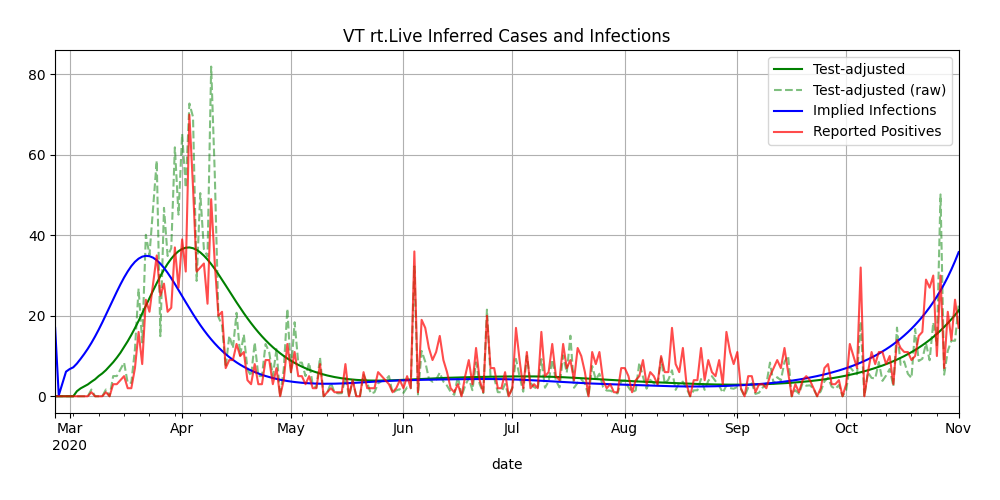 VT rt.Live Inferred Cases and Infections
Test-adjusted
Test-adjusted (raw)
Implied Infections
Reported Positives
80
60
40
20
0
Mar Apr May Jun Jul Aug Sep Oct Nov
2020
date